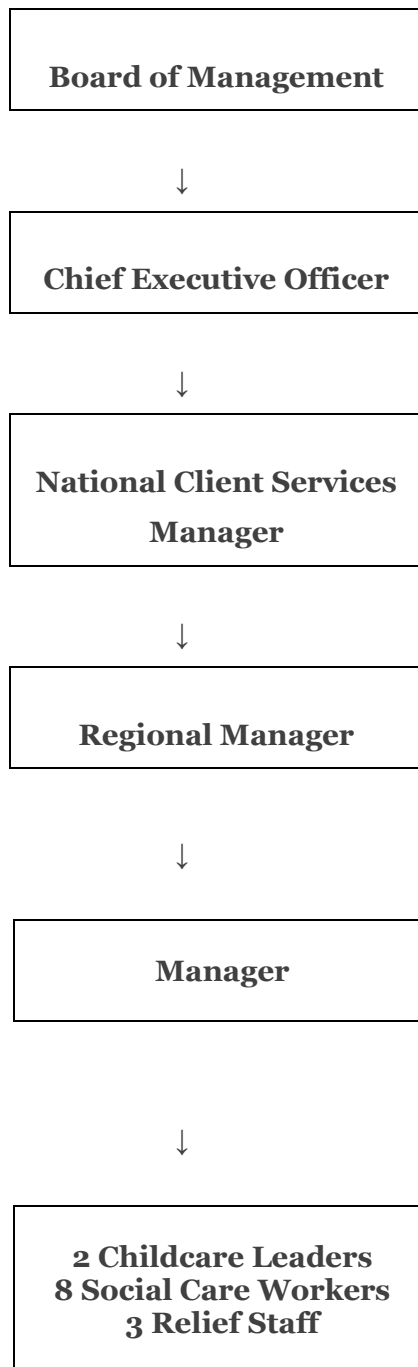 Board of Management
↓
Chief Executive Officer
↓
National Client Services
Manager
↓
Regional Manager
↓
Manager
↓
2 Childcare Leaders
8 Social Care Workers
3 Relief Staff